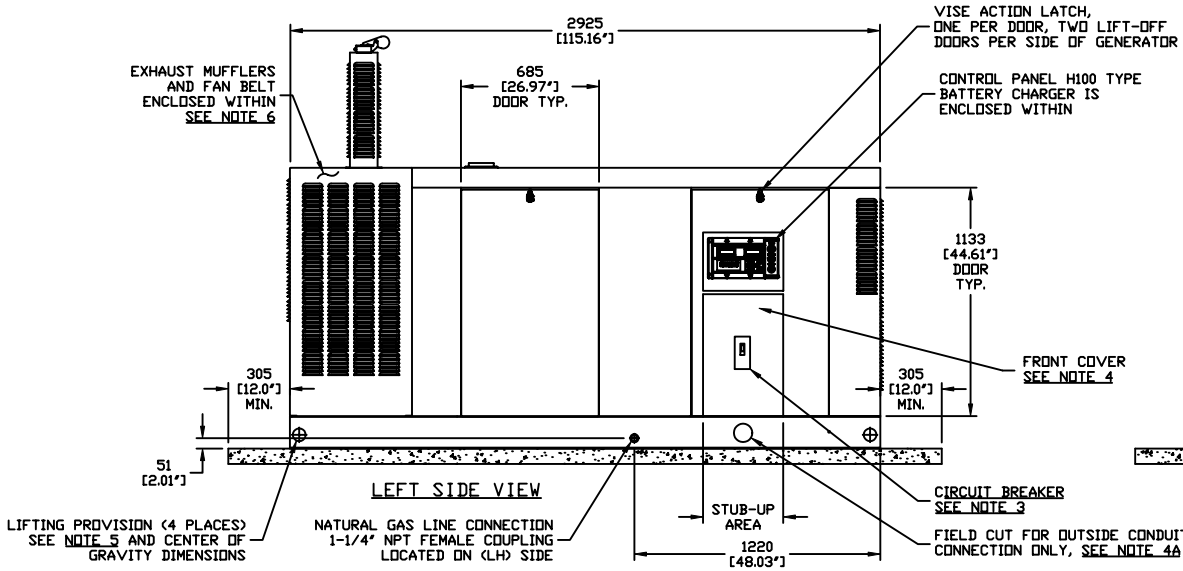 2925
[115.16"]
VISE ACTION LATCH,
ONE PER DOOR, TWO LIFT-OFF
DOORS PER SIDE OF GENERATOR
EXHAUST MUFFLERS
AND FAN BELT
ENCLOSED WITHIN
SEE NOTE 6
685
[26.97"]
DOOR TYP.
CONTROL PANEL H100 TYPE
BATTERY CHARGER IS
ENCLOSED WITHIN
1133
[44.61"]
DOOR
TYP.
FRONT COVER
SEE NOTE 4
305
[12.0"]
MIN.
305
[12.0"]
MIN.
51
[2.01"]
LEFT SIDE VIEW
STUB-UP
AREA
CIRCUIT BREAKER
SEE NOTE 3
LIFTING PROVISION (4 PLACES)
SEE NOTE 5 AND CENTER OF
GRAVITY DIMENSIONS
NATURAL GAS LINE CONNECTION
1-1/4" NPT FEMALE COUPLING
LOCATED ON (LH) SIDE
1220
[48.03"]
FIELD CUT FOR OUTSIDE CONDUIT
CONNECTION ONLY, SEE NOTE 4A